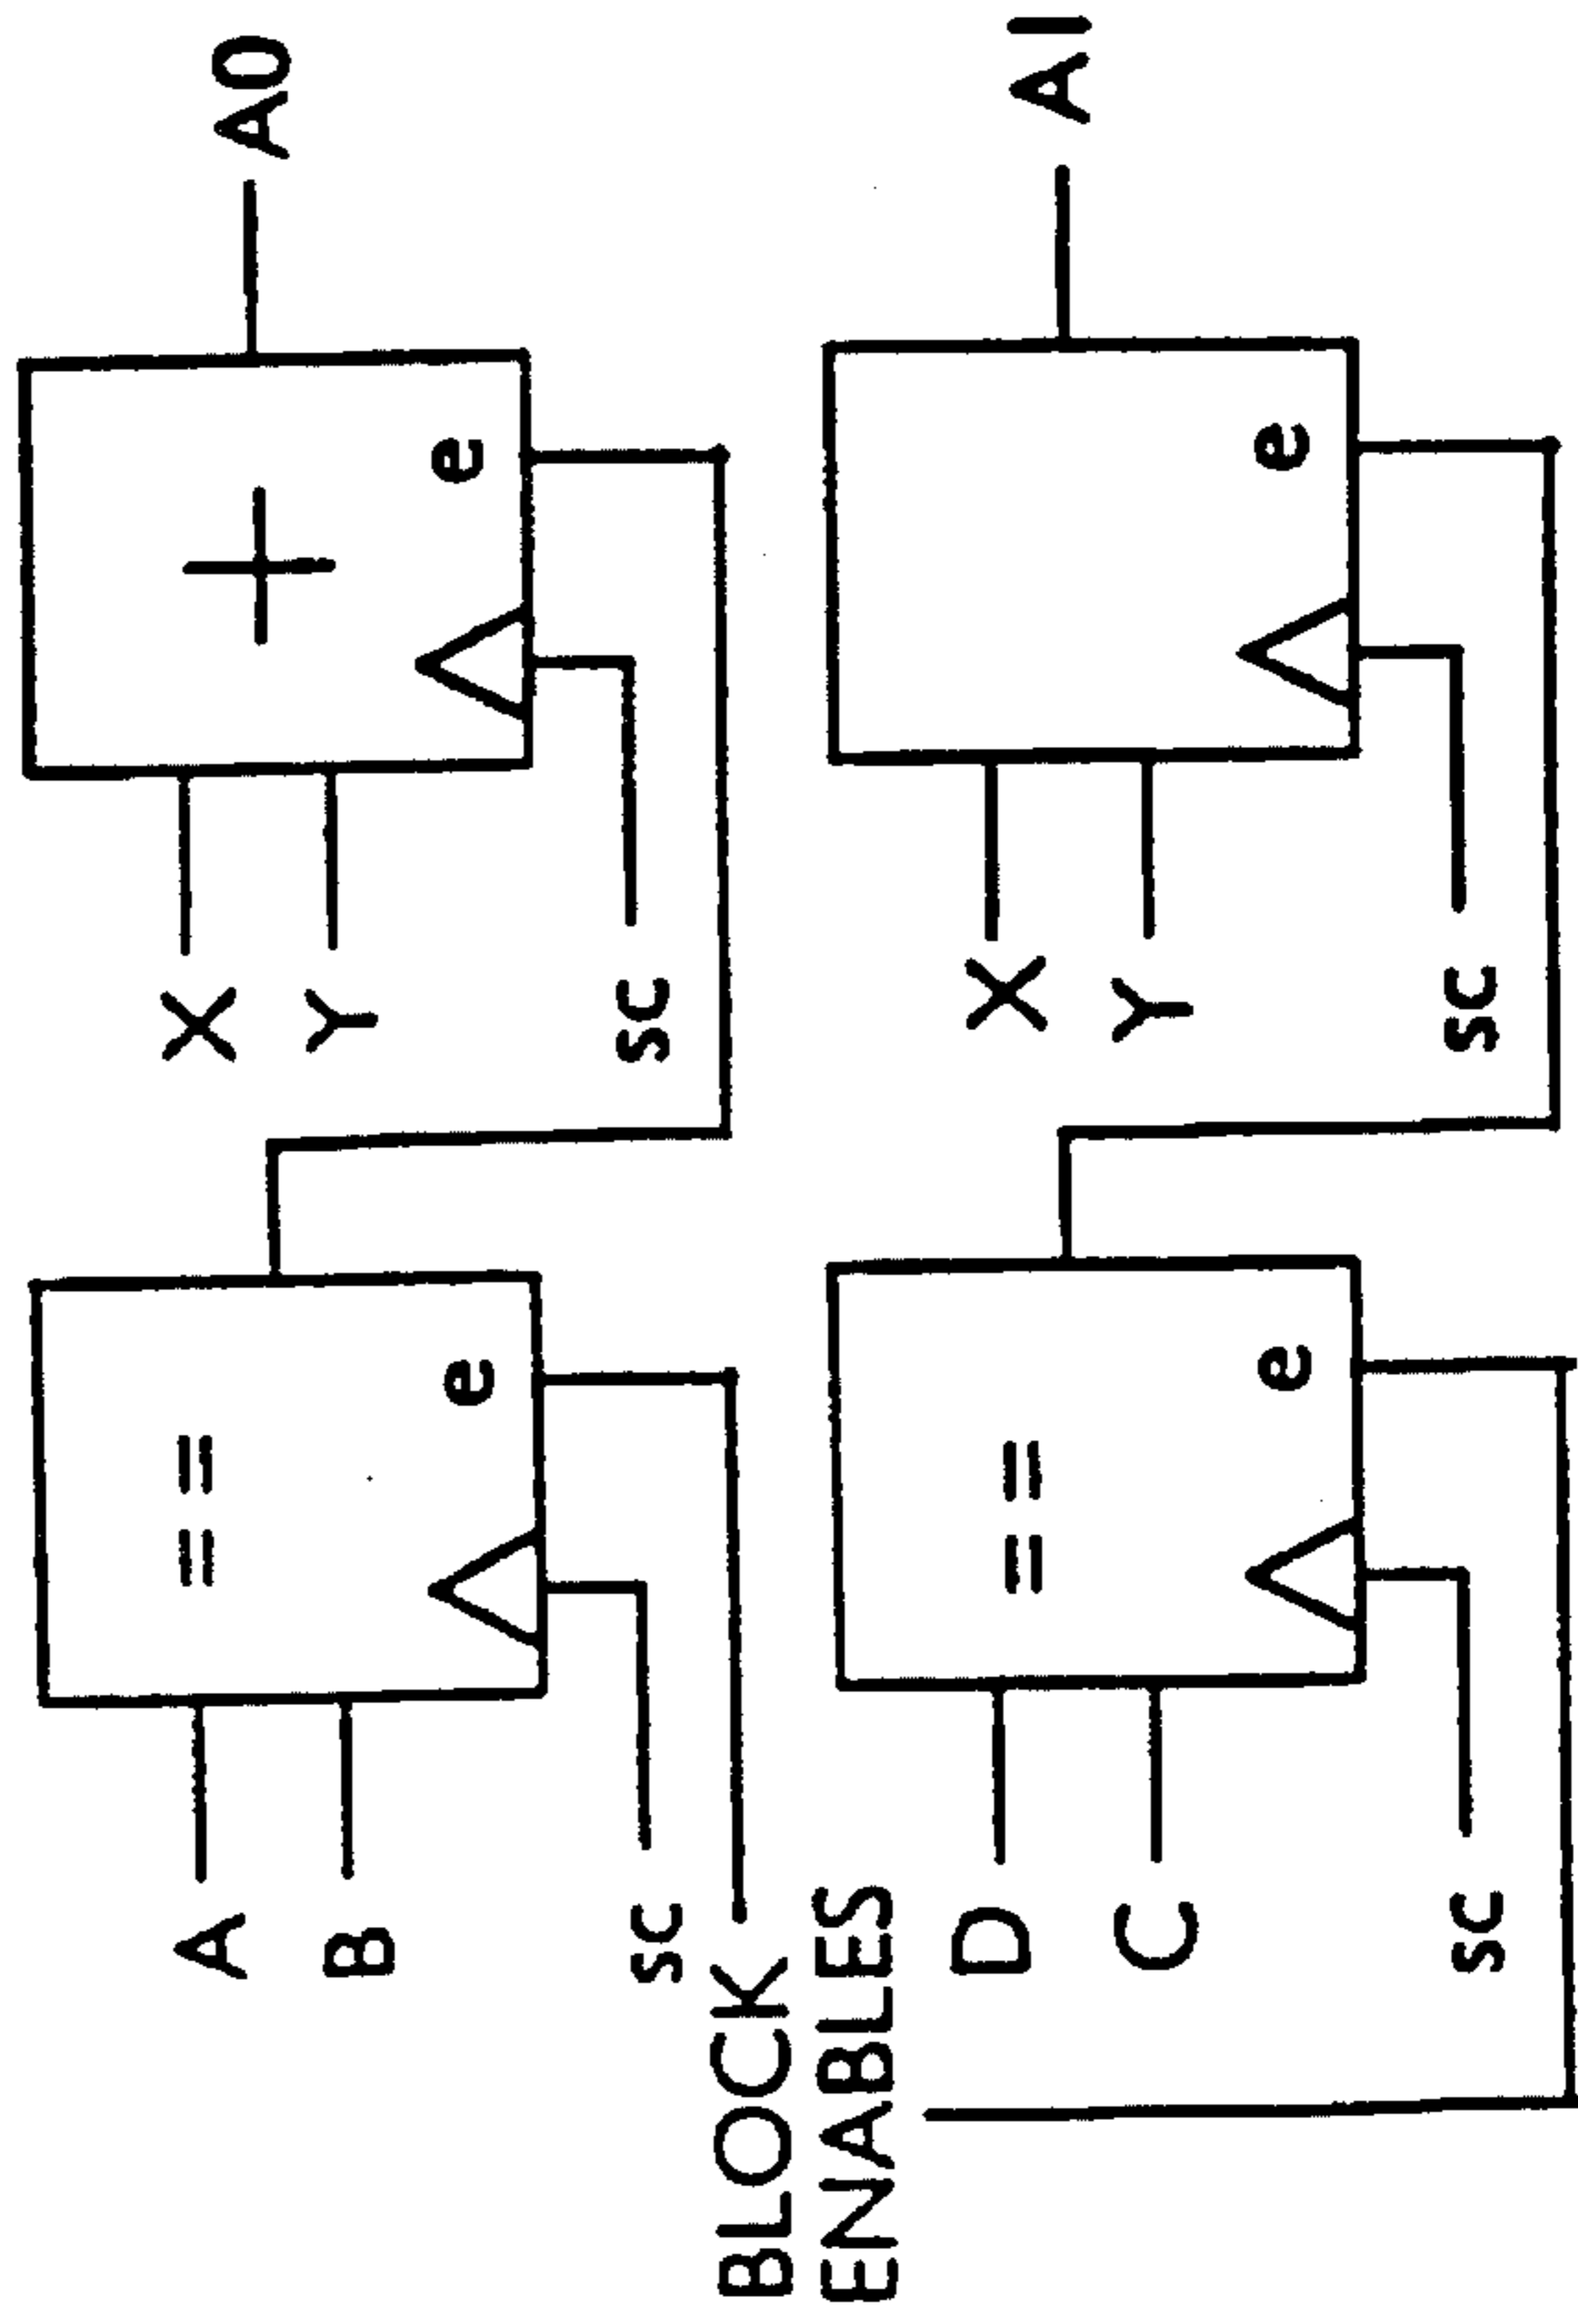 A == X + A0
B Y
e e
sc sc
BLOCK
ENABLES
D == X A1
C Y
e e
sc sc